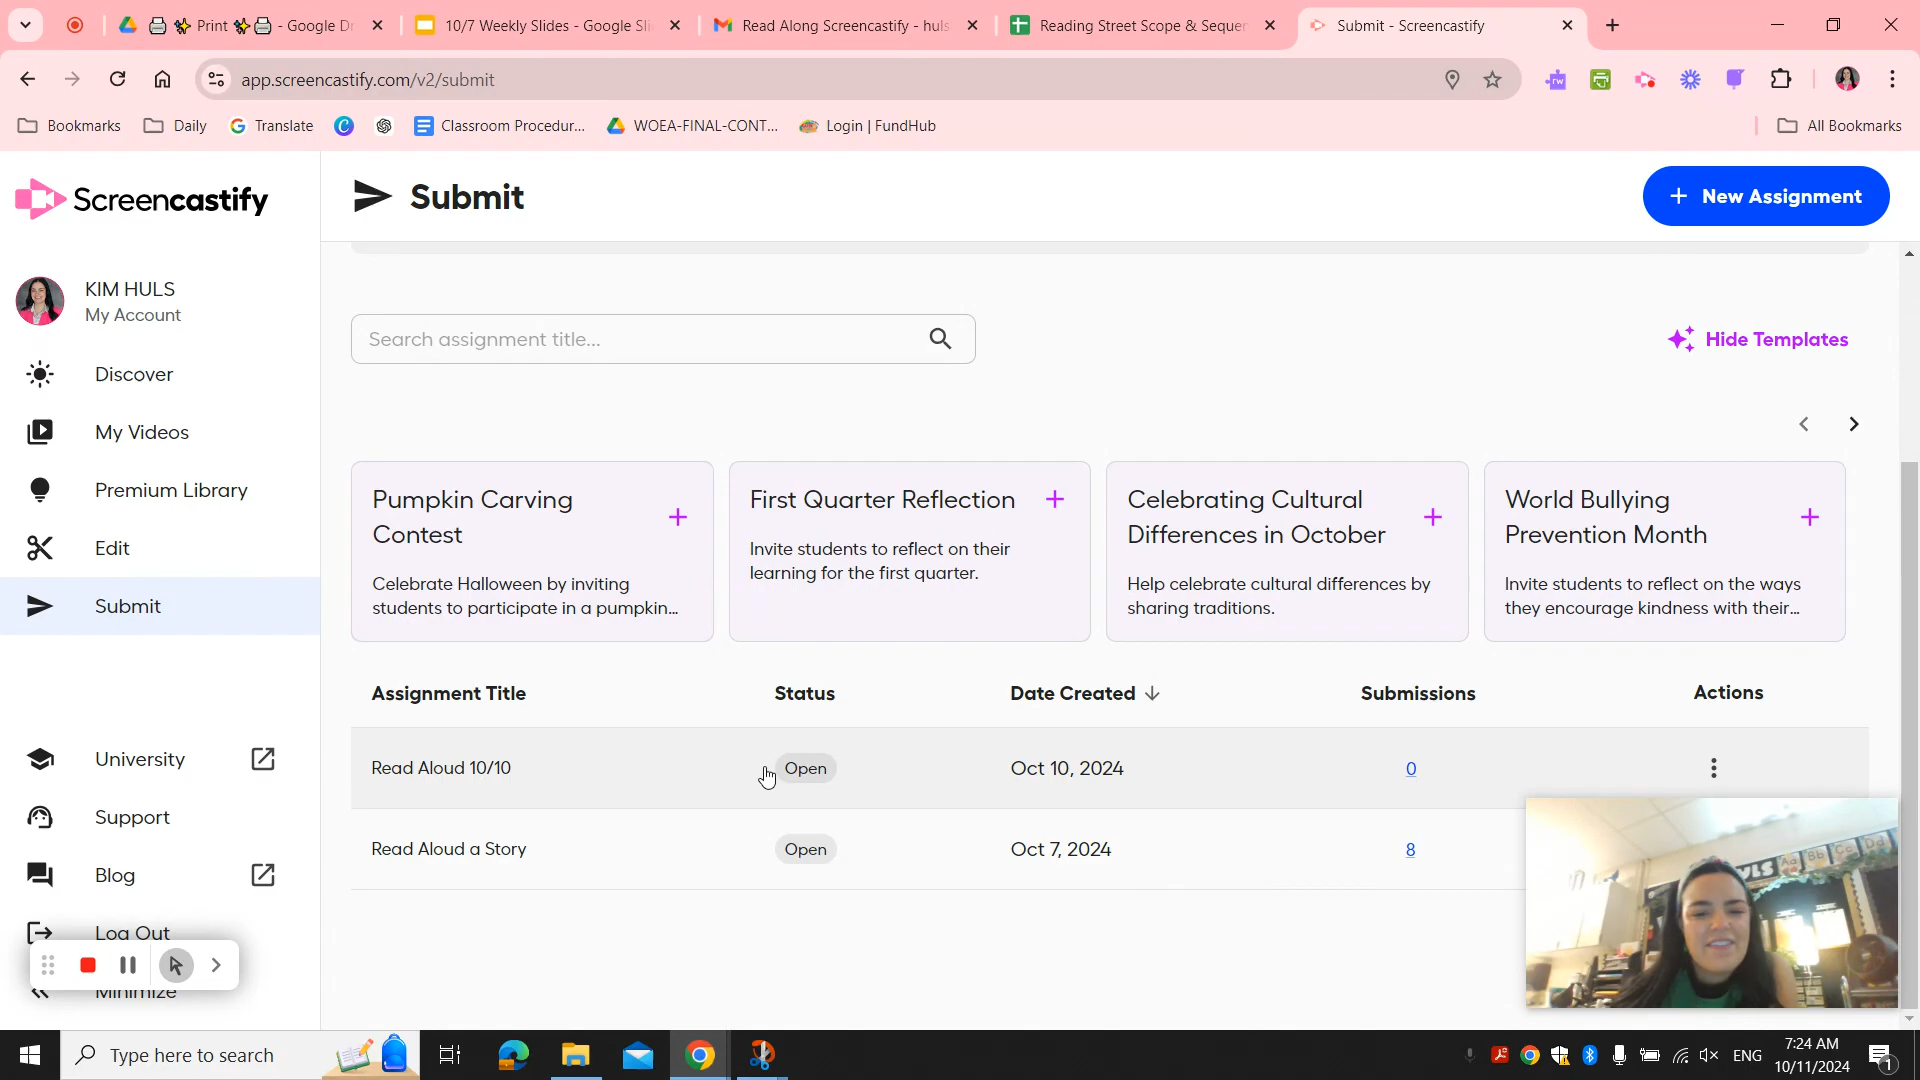 Print - Google Dr
10/7 Weekly Slides - Google Sli
Read Along Screencastify - huls
Reading Street Scope & Sequen
Submit - Screencastify
app.screencastify.com/v2/submit
Bookmarks
Daily
Translate
Classroom Procedur...
WOEA-FINAL-CONT...
Login | FundHub
All Bookmarks
Screencastify
Submit
+ New Assignment
KIM HULS
My Account
Search assignment title...
Hide Templates
Discover
My Videos
Premium Library
Edit
Submit
Pumpkin Carving
Contest
Celebrate Halloween by inviting
students to participate in a pumpkin...
First Quarter Reflection
Invite students to reflect on their
learning for the first quarter.
Celebrating Cultural
Differences in October
Help celebrate cultural differences by
sharing traditions.
World Bullying
Prevention Month
Invite students to reflect on the ways
they encourage kindness with their...
Assignment Title
Status
Date Created
Submissions
Actions
Read Aloud 10/10
Open
Oct 10, 2024
0
Read Aloud a Story
Open
Oct 7, 2024
8
University
Support
Blog
Log Out
Minimize
Type here to search
ENG
7:24 AM
10/11/2024
1